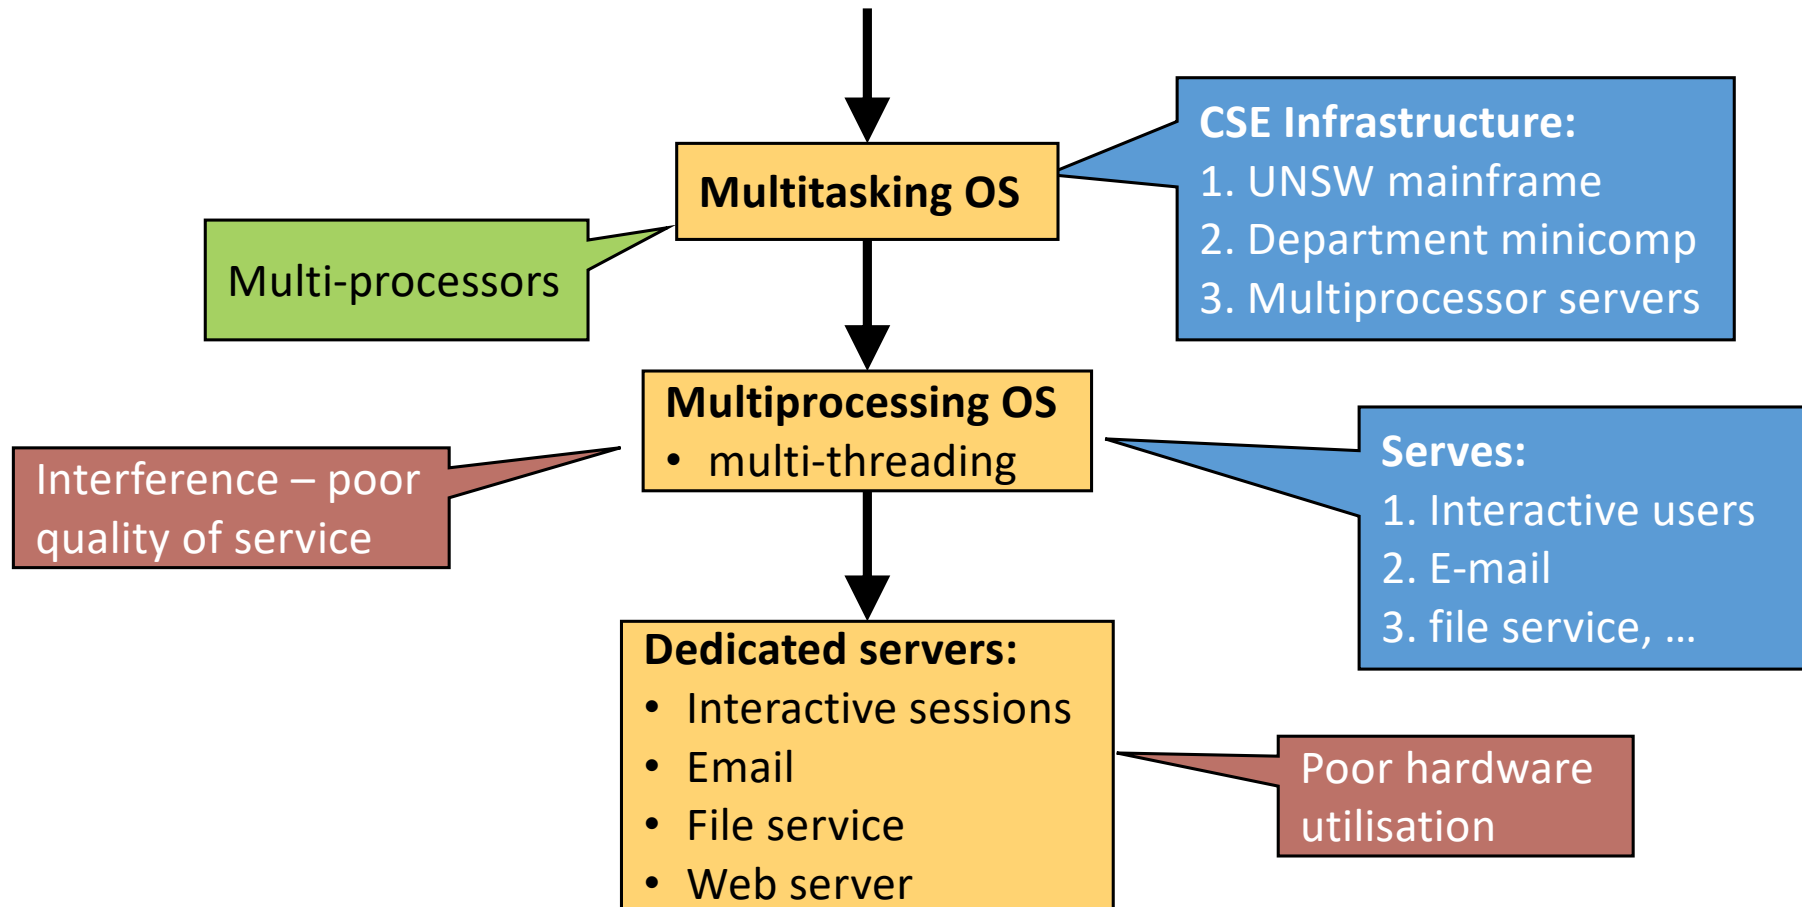 Multitasking OS
CSE Infrastructure:
1. UNSW mainframe
2. Department minicomp
3. Multiprocessor servers
Multi-processors
Multiprocessing OS
• multi-threading
Interference – poor
quality of service
Serves:
1. Interactive users
2. E-mail
3. file service, ...
Dedicated servers:
• Interactive sessions
• Email
• File service
• Web server
Poor hardware
utilisation